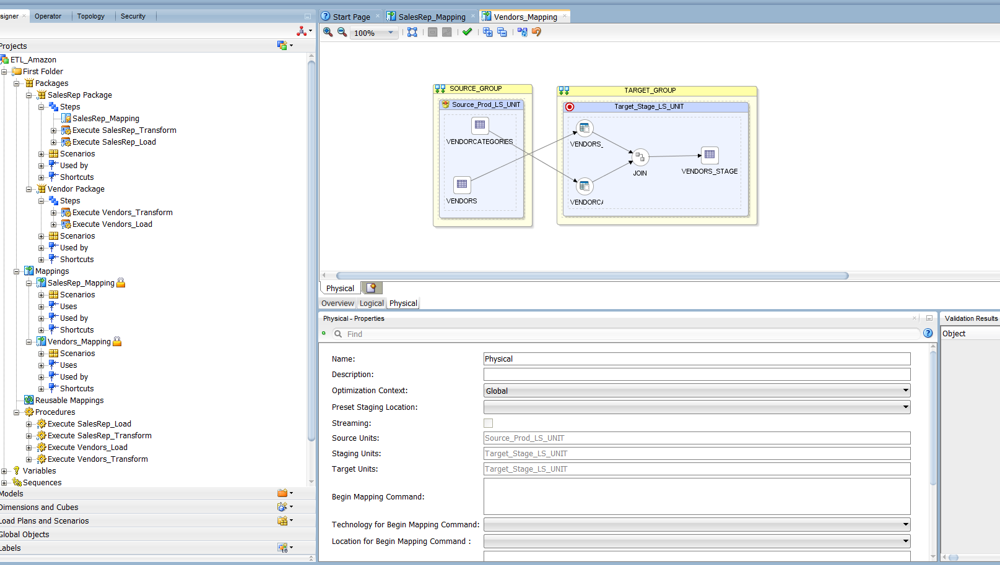 signer
Operator
Topology
Security
Projects
ETL_Amazon
First Folder
Packages
SalesRep Package
Steps
SalesRep_Mapping
Execute SalesRep_Transform
Execute SalesRep_Load
Scenarios
Used by
Shortcuts
Vendor Package
Steps
Execute Vendors_Transform
Execute Vendors_Load
Scenarios
Used by
Shortcuts
Mappings
SalesRep_Mapping
Scenarios
Uses
Used by
Shortcuts
Vendors_Mapping
Scenarios
Uses
Used by
Shortcuts
Reusable Mappings
Procedures
Execute SalesRep_Load
Execute SalesRep_Transform
Execute Vendors_Load
Execute Vendors_Transform
Variables
Sequences
Models
Dimensions and Cubes
Load Plans and Scenarios
Global Objects
Labels
Start Page
SalesRep_Mapping
Vendors_Mapping
100%
SOURCE_GROUP
Source_Prod_LS_UNIT
VENDORCATEGORIES
VENDORS
TARGET_GROUP
Target_Stage_LS_UNIT
VENDORS_
JOIN
VENDORS_STAGE
VENDORCA
Physical
Overview
Logical
Physical
Physical - Properties
Find
Name:
Physical
Description:
Optimization Context:
Global
Preset Staging Location:
Streaming:
Source Units:
Source_Prod_LS_UNIT
Staging Units:
Target_Stage_LS_UNIT
Target Units:
Target_Stage_LS_UNIT
Begin Mapping Command:
Technology for Begin Mapping Command:
Location for Begin Mapping Command :
Validation Results
Object